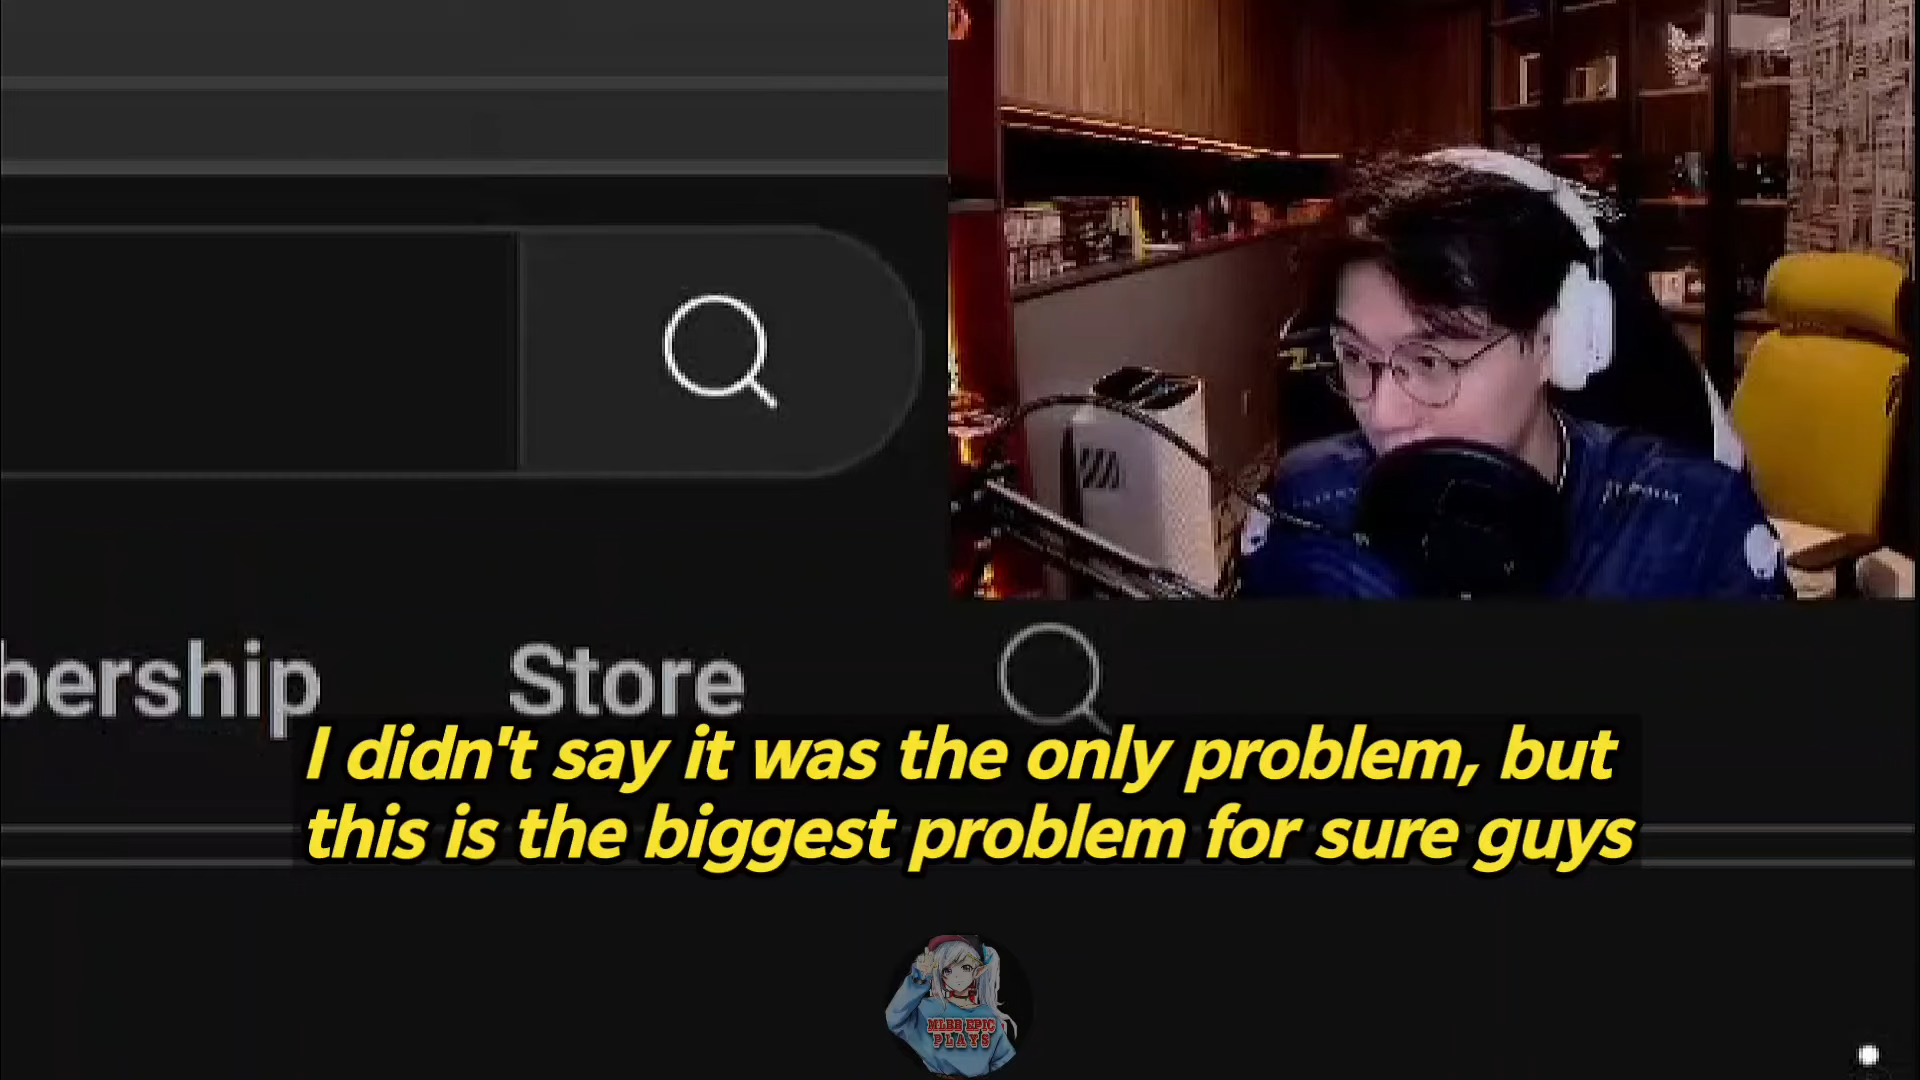 bership
Store
I didn't say it was the only problem, but
this is the biggest problem for sure guys
MLBB EPIC
PLAYS